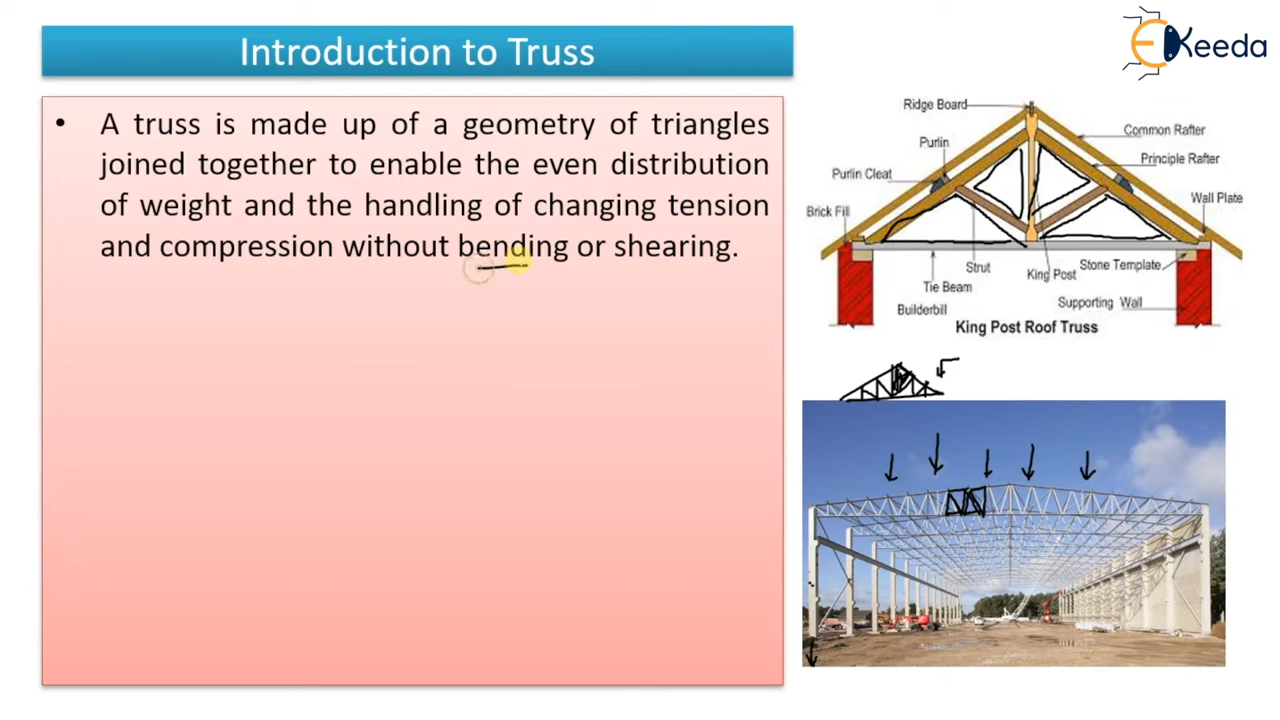 Introduction to Truss
Keeda
• A truss is made up of a geometry of triangles
joined together to enable the even distribution
of weight and the handling of changing tension
and compression without bending or shearing.
Ridge Board
Purlin
Purlin Cleat
Brick Fill
Common Rafter
Principle Rafter
Wall Plate
Strut
Tie Beam
King Post
Stone Template
Builderbill
Supporting Wall
King Post Roof Truss